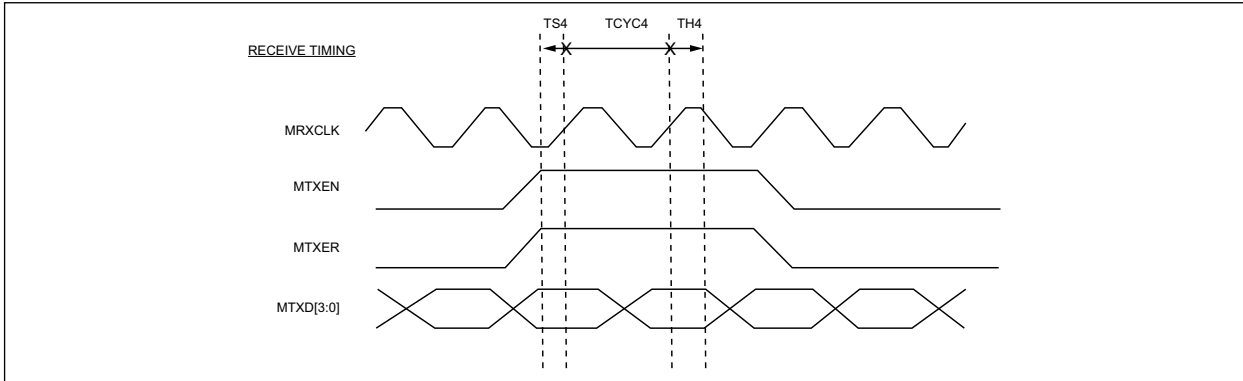 TS4 TCYC4 TH4
RECEIVE TIMING
MRXCLK
MTXEN
MTXER
MTXD[3:0]